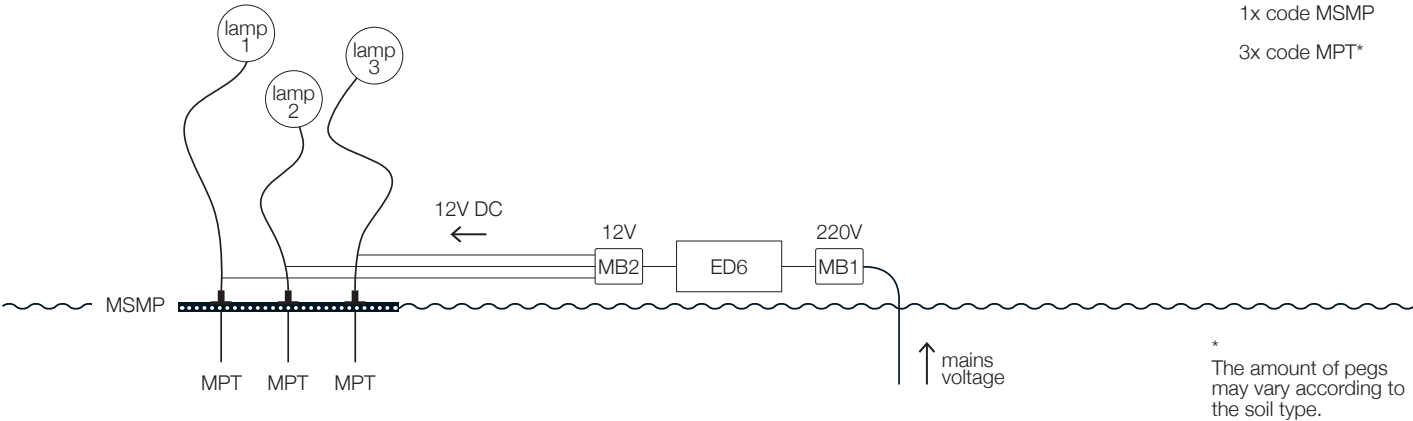 1x code MSMP
3x code MPT*
lamp
1
lamp
2
lamp
3
12V DC
12V
220V
MB2
ED6
MB1
MSMP
MPT
MPT
MPT
mains
voltage
*
The amount of pegs
may vary according to
the soil type.